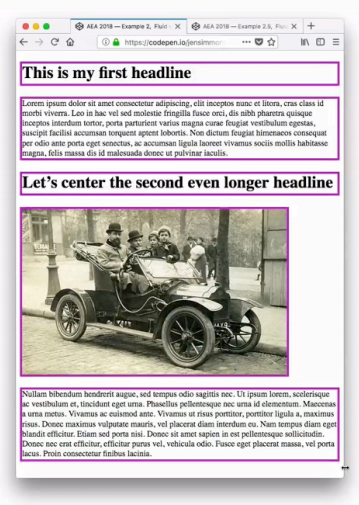 AEA 2018 — Example 2, Fluid
AEA 2018 — Example 2.5, Fluid
https://codepen.io/jensimmor
This is my first headline
Lorem ipsum dolor sit amet consectetur adipiscing, elit inceptos nunc et litora, cras class id
morbi viverra. Leo in hac vel sed molestie fringilla fusce orci, dis nibh pharetra quisque
inceptos interdum tortor, porta parturient varius magna curae feugiat vestibulum egestas,
suscipit facilisi accumsan torquent aptent lobortis. Non dictum feugiat himenaeos consequat
per odio ante porta eget senectus, ac accumsan ligula laoreet vivamus sociis mollis habitasse
magna, felis massa dis id malesuada donec ut pulvinar iaculis.
Let’s center the second even longer headline
Nullam bibendum hendrerit augue, sed tempus odio sagittis nec. Ut ipsum lorem, scelerisque
ac vestibulum et, tincidunt eget urna. Phasellus pellentesque nec urna id elementum. Maecenas
a urna metus. Vivamus ac euismod ante. Vivamus ut risus porttitor, porttitor ligula a, maximus
risus. Donec maximus vulputate mauris, vel placerat diam interdum eu. Nam tempus diam eget
blandit efficitur. Etiam sed porta nisi. Donec sit amet sapien in est pellentesque sollicitudin.
Donec nec erat efficitur, efficitur purus vel, vehicula odio. Fusce eget placerat massa, vel porta
lacus. Proin consectetur finibus lacinia.